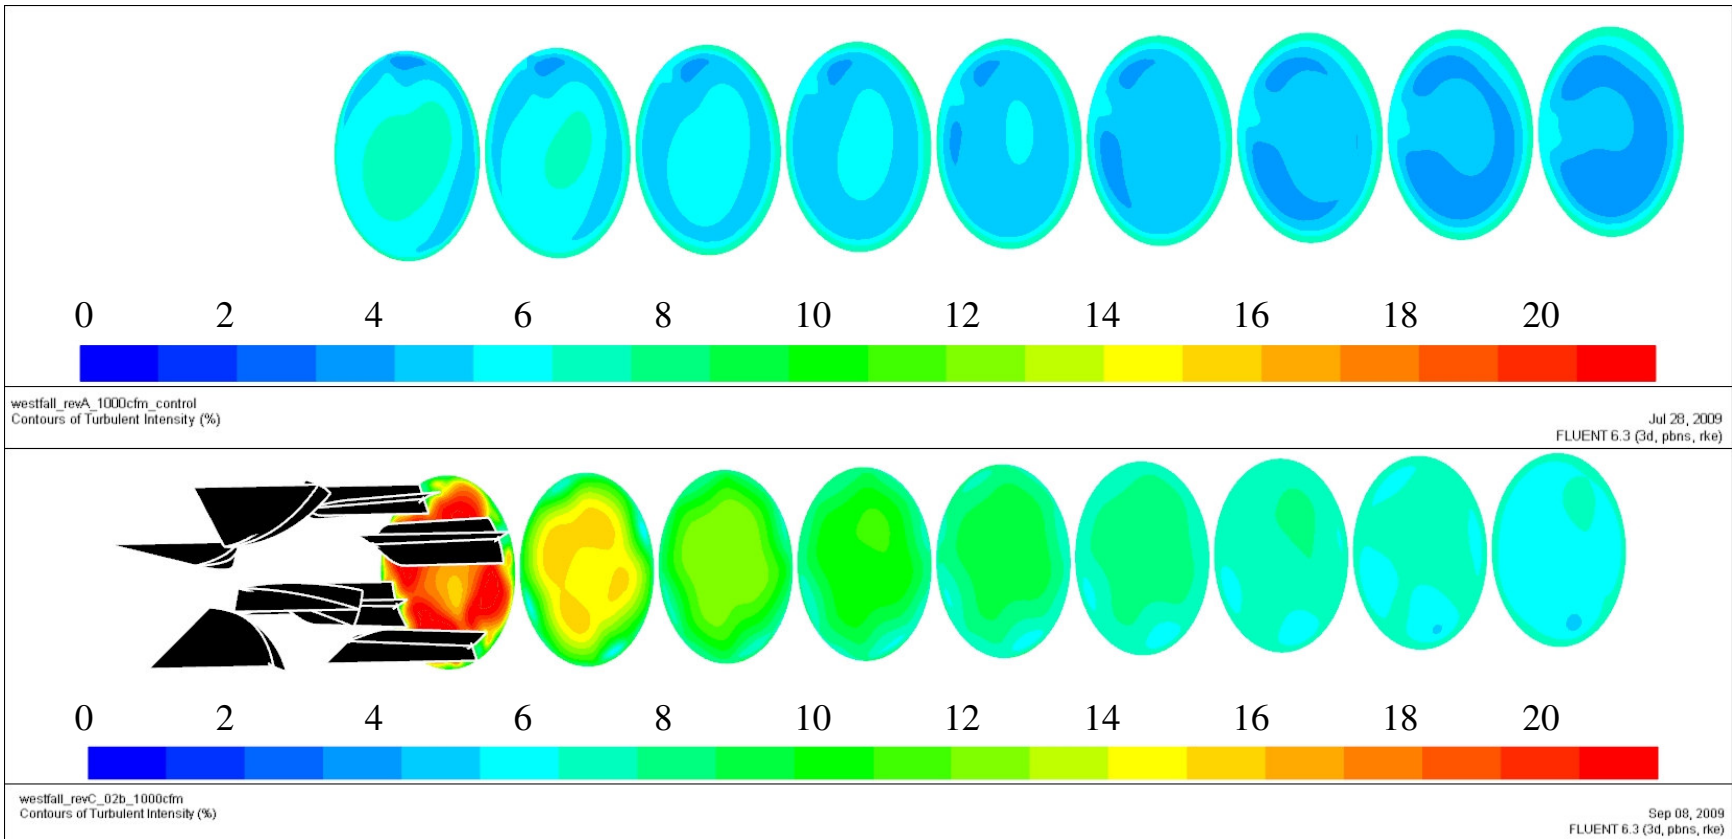 0 2 4 6 8 10 12 14 16 18 20
westfall_revA_1000cfm_control
Contours of Turbulent Intensity (%)
Jul 28, 2009
FLUENT 6.3 (3d, pbns, rke)
0 2 4 6 8 10 12 14 16 18 20
westfall_revC_02b_1000cfm
Contours of Turbulent Intensity (%)
Sep 08, 2009
FLUENT 6.3 (3d, pbns, rke)